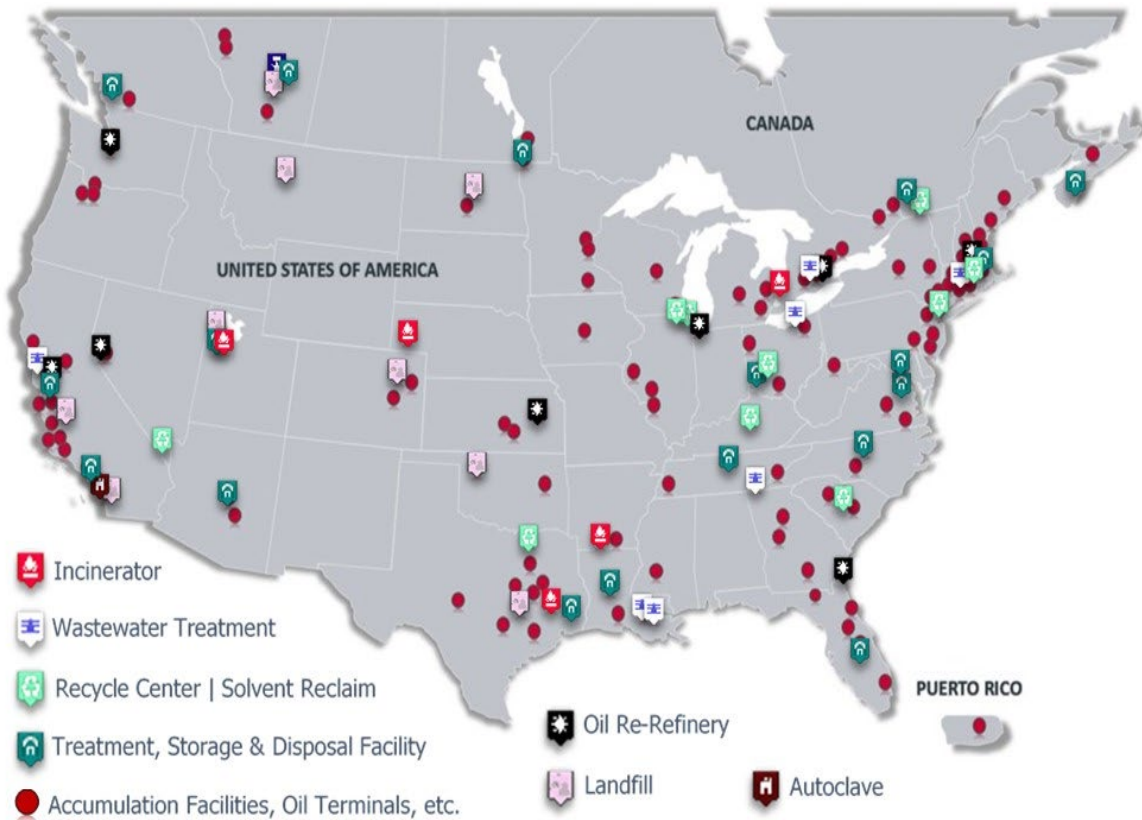 CANADA
UNITED STATES OF AMERICA
Incinerator
Wastewater Treatment
Recycle Center | Solvent Reclaim
Treatment, Storage & Disposal Facility
Accumulation Facilities, Oil Terminals, etc.
PUERTO RICO
Oil Re-Refinery
Landfill
Autoclave